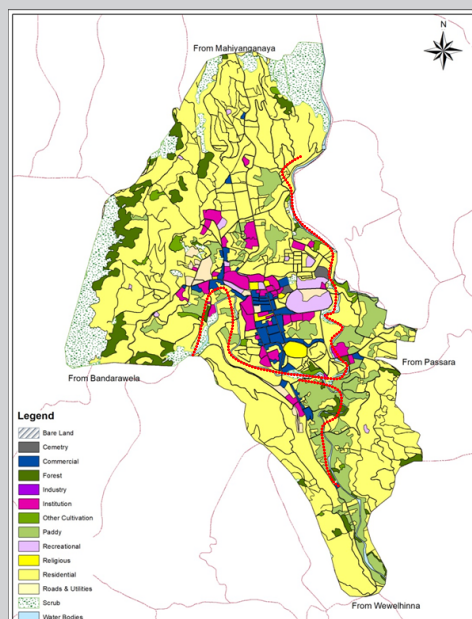 N
From Mahiyanganaya
From Passara
From Bandarawela
Legend
Bare Land
Cemetry
Commercial
Forest
Industry
Institution
Other Cultivation
Paddy
Recreational
Religious
Residential
Roads & Utilities
Scrub
Water Bodies
From Wewelhinna